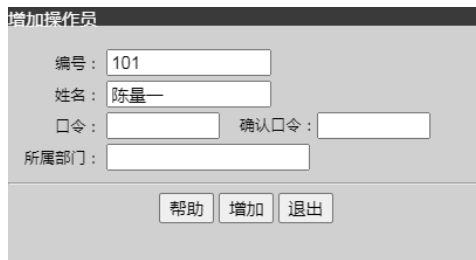 增加操作员
编号： 101
姓名： 陈量一
口令： 确认口令：
所属部门：
帮助 增加 退出